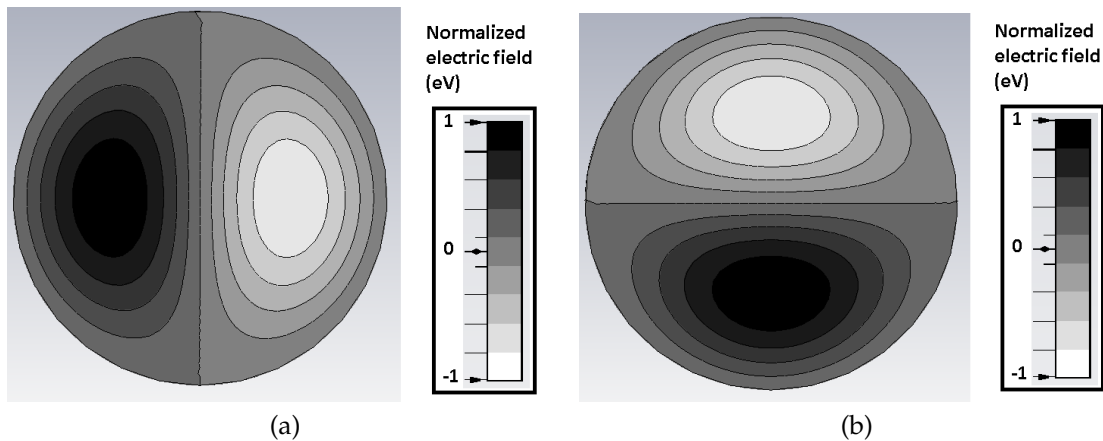 Normalized
electric field
(eV)
1
0
-1
(a)
Normalized
electric field
(eV)
1
0
-1
(b)